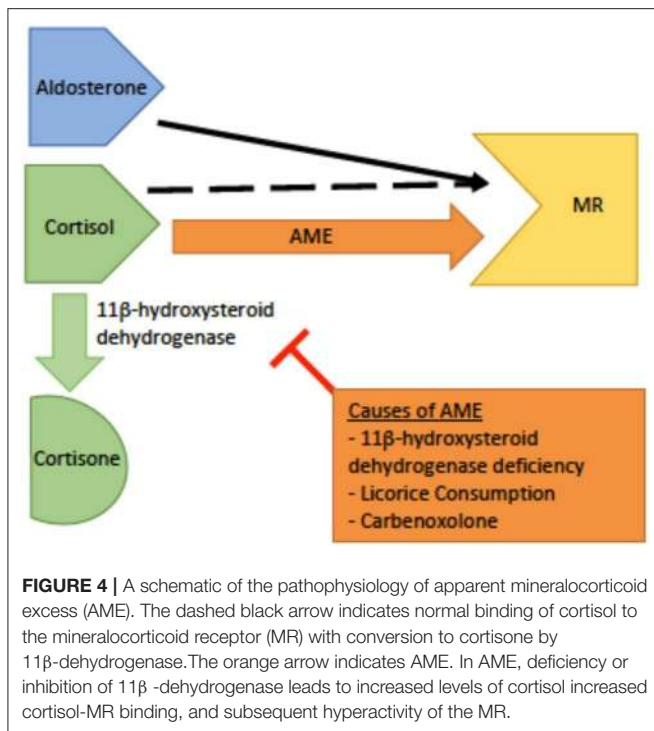 Aldosterone
Cortisol
AME
MR
11β-hydroxysteroid
dehydrogenase
Cortisone
Causes of AME
- 11β-hydroxysteroid
dehydrogenase deficiency
- Licorice Consumption
- Carbenoxolone
FIGURE 4 | A schematic of the pathophysiology of apparent mineralocorticoid
excess (AME). The dashed black arrow indicates normal binding of cortisol to
the mineralocorticoid receptor (MR) with conversion to cortisone by
11β-dehydrogenase.The orange arrow indicates AME. In AME, deficiency or
inhibition of 11β -dehydrogenase leads to increased levels of cortisol increased
cortisol-MR binding, and subsequent hyperactivity of the MR.